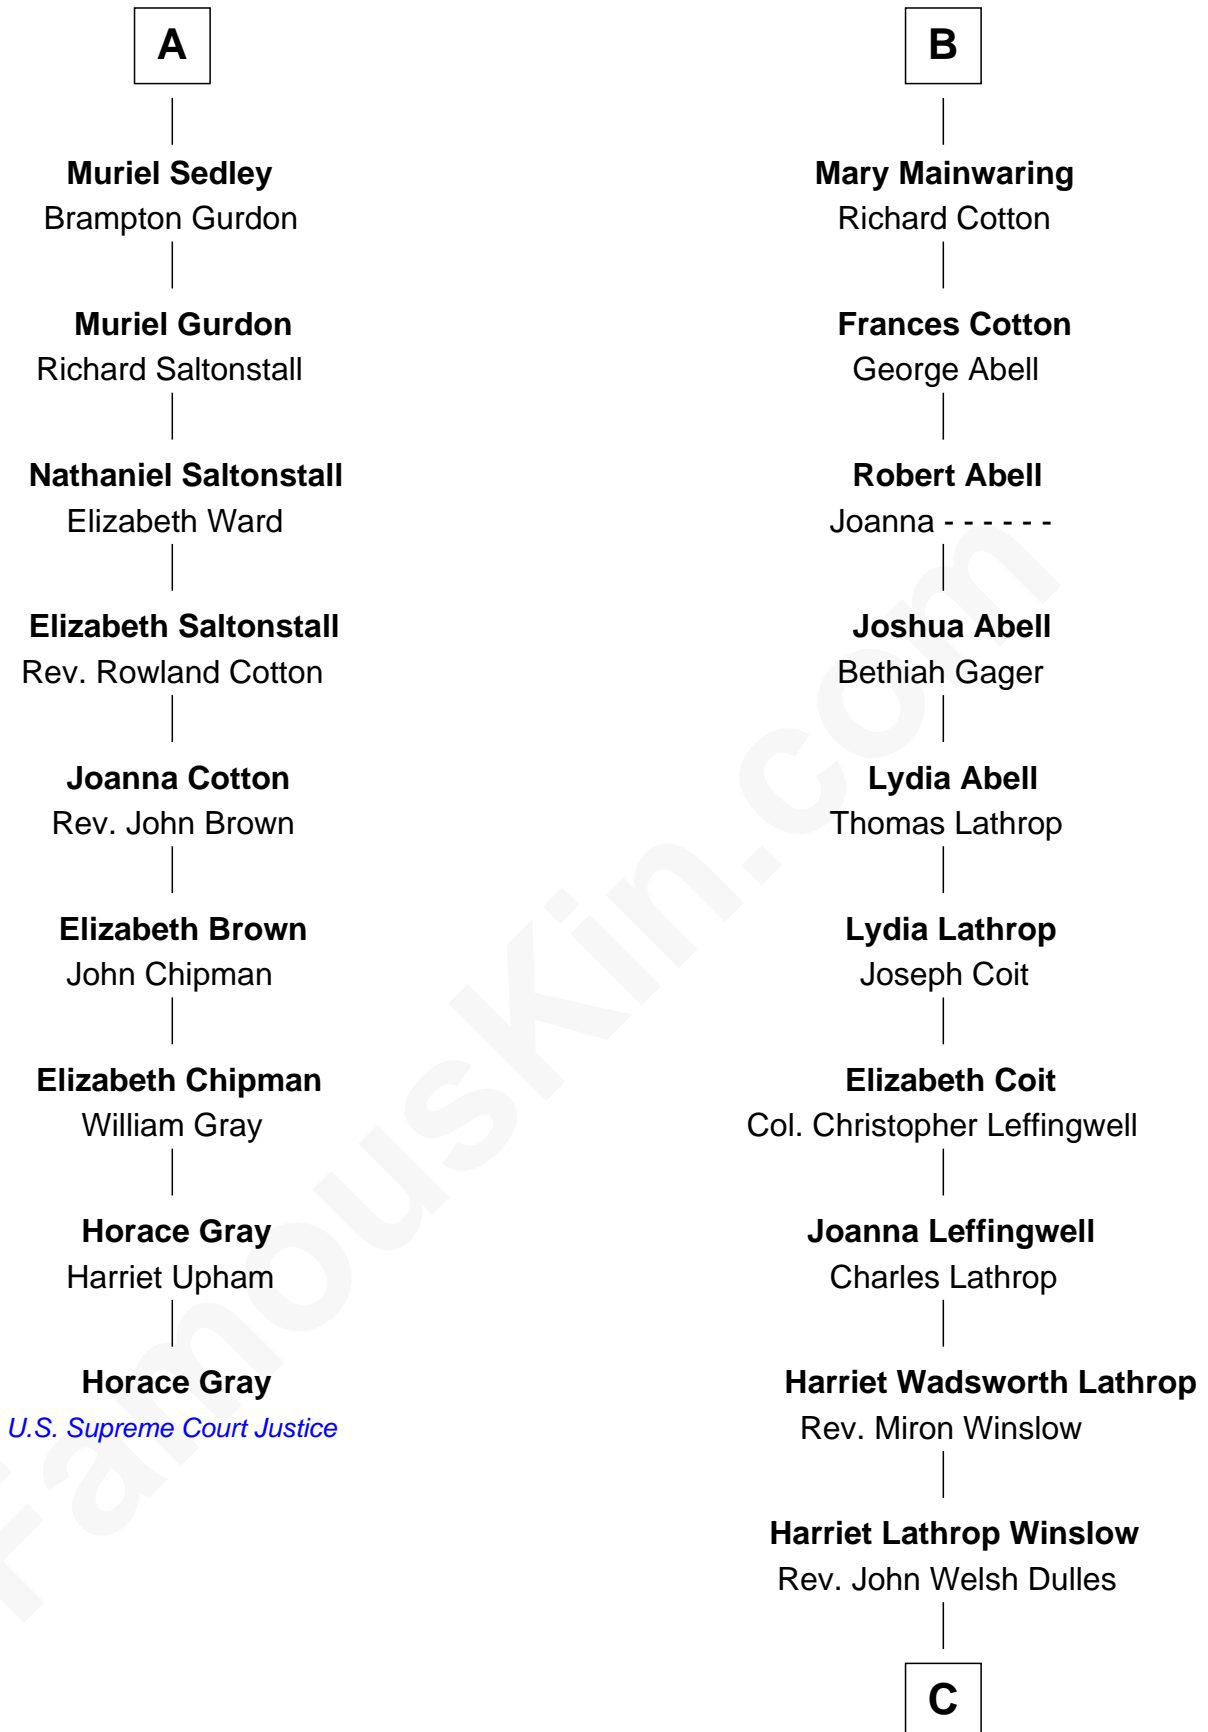 A
Muriel Sedley
Brampton Gurdon
Muriel Gurdon
Richard Saltonstall
Nathaniel Saltonstall
Elizabeth Ward
Elizabeth Saltonstall
Rev. Rowland Cotton
Joanna Cotton
Rev. John Brown
Elizabeth Brown
John Chipman
Elizabeth Chipman
William Gray
Horace Gray
Harriet Upham
Horace Gray
U.S. Supreme Court Justice
B
Mary Mainwaring
Richard Cotton
Frances Cotton
George Abell
Robert Abell
Joanna - - - - - -
Joshua Abell
Bethiah Gager
Lydia Abell
Thomas Lathrop
Lydia Lathrop
Joseph Coit
Elizabeth Coit
Col. Christopher Leffingwell
Joanna Leffingwell
Charles Lathrop
Harriet Wadsworth Lathrop
Rev. Miron Winslow
Harriet Lathrop Winslow
Rev. John Welsh Dulles
C
FamousKin.com